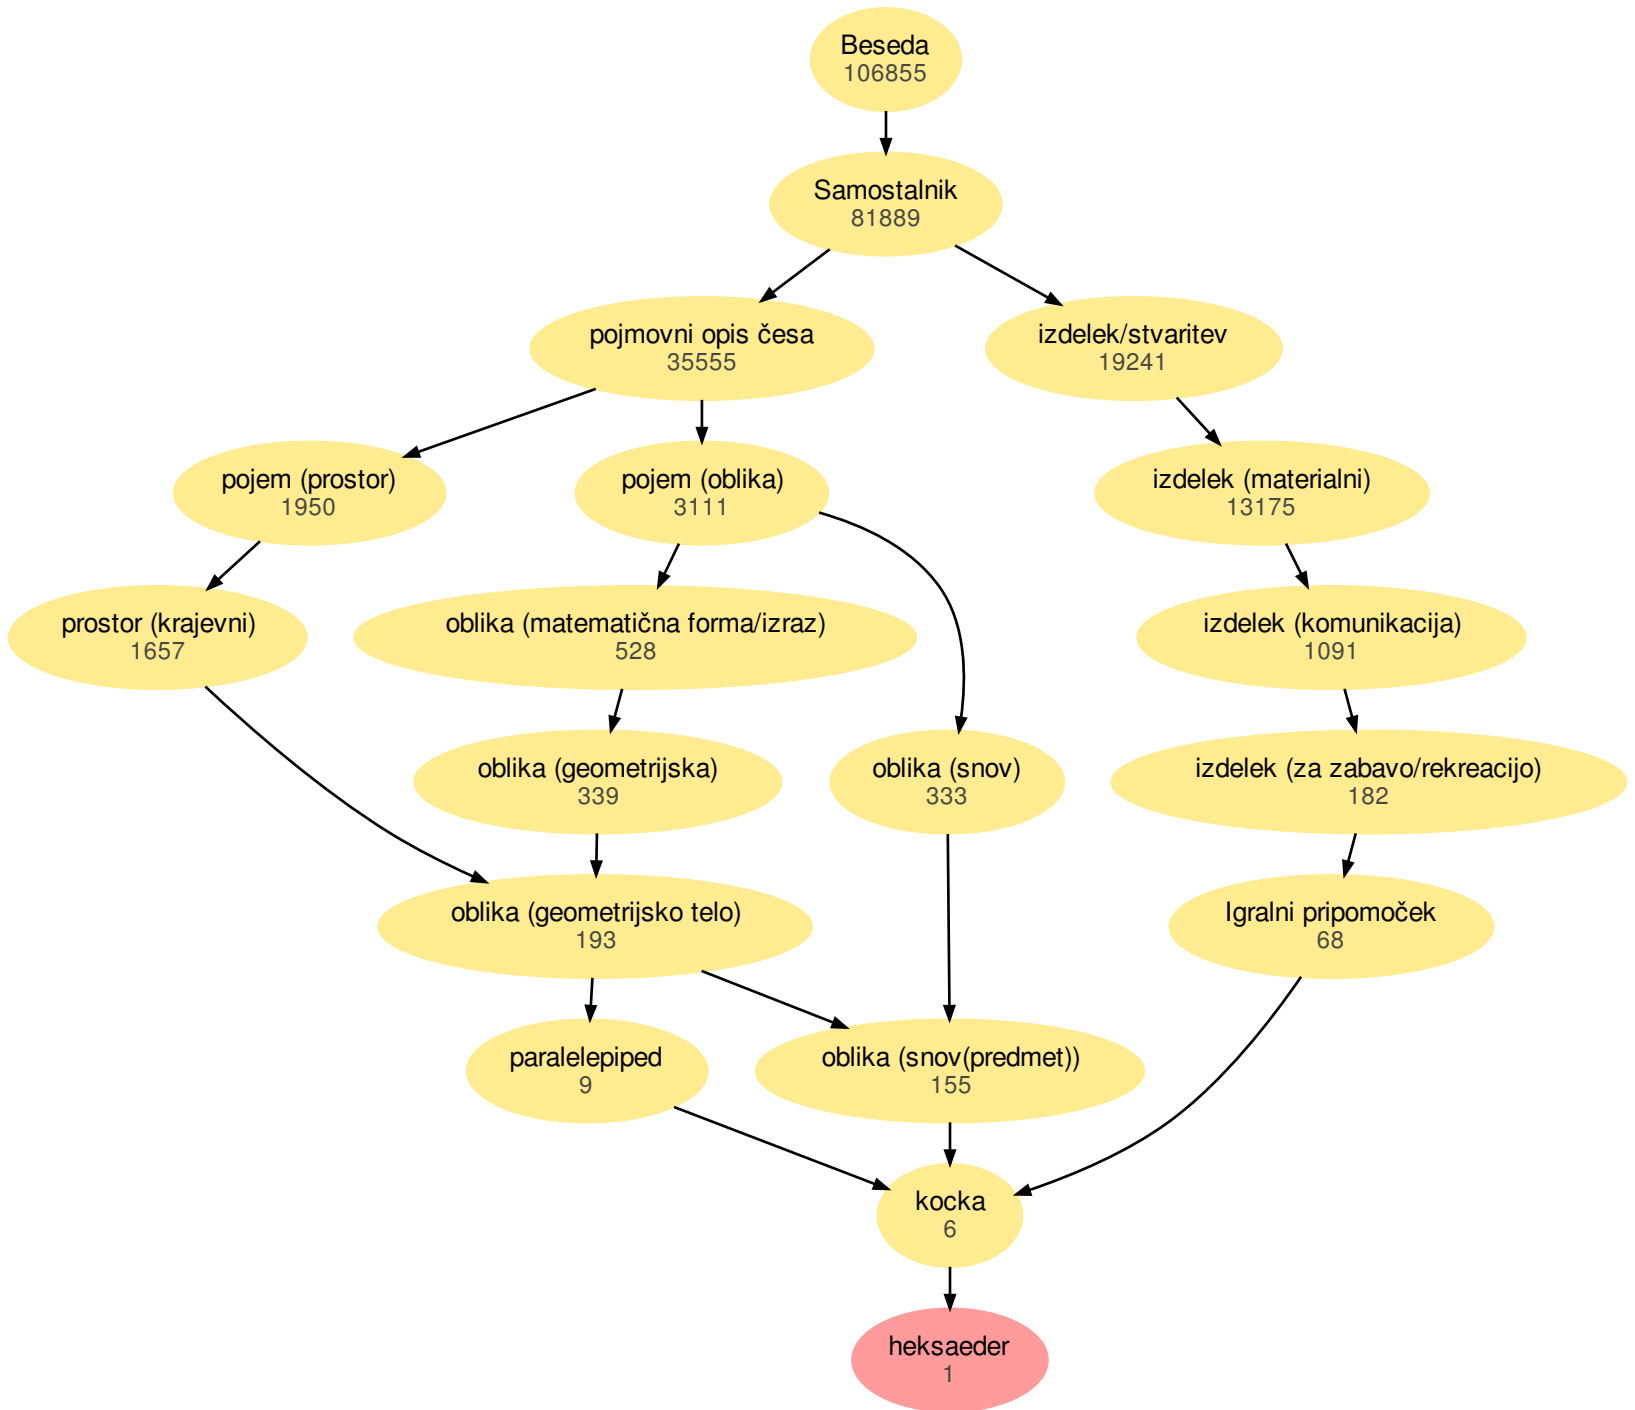 Beseda
106855
Samostalnik
81889
pojmovni opis česa
35555
izdelek/stvaritev
19241
pojem (prostor)
1950
pojem (oblika)
3111
izdelek (materialni)
13175
prostor (krajevni)
1657
oblika (matematična forma/izraz)
528
izdelek (komunikacija)
1091
oblika (geometrijska)
339
oblika (snov)
333
izdelek (za zabavo/rekreacijo)
182
oblika (geometrijsko telo)
193
Igralni pripomoček
68
paralelepiped
9
oblika (snov(predmet))
155
kocka
6
heksaeder
1